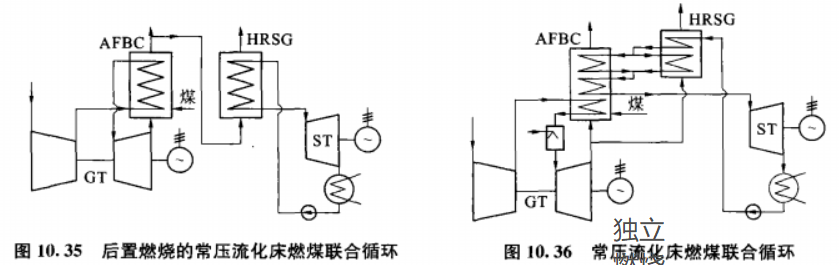 AFBC
HRSG
煤
ST
~
GT
~
图 10.35 后置燃烧的常压流化床燃煤联合循环
HRSG
AFBC
煤
ST
~
GT
~
独立
图 10.36 常压流化床燃煤联合循环